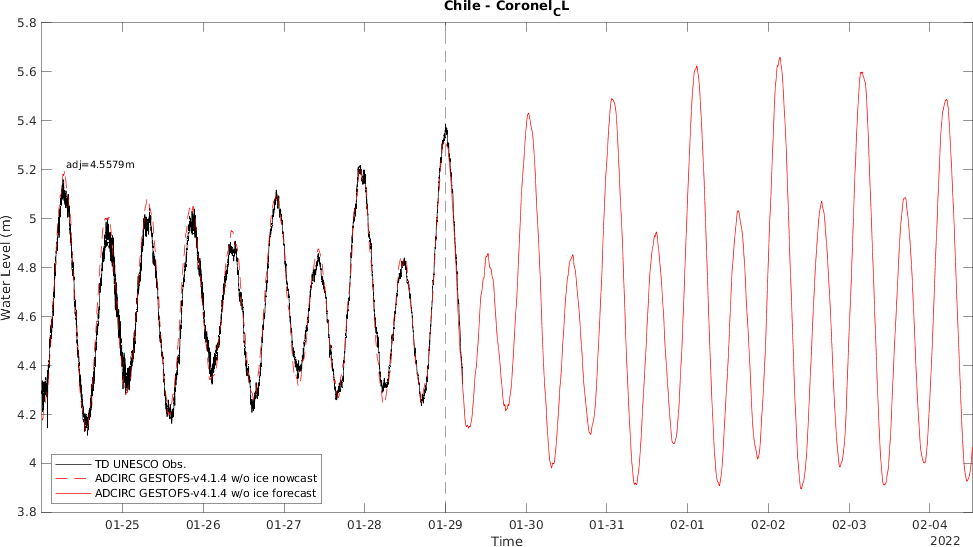 Chile - Coronel_CL
5.8
5.6
5.4
5.2
5
4.8
4.6
4.4
4.2
4
3.8
Water Level (m)
adj=4.5579m
TD UNESCO Obs.
ADCIRC GESTOFS-v4.1.4 w/o ice nowcast
ADCIRC GESTOFS-v4.1.4 w/o ice forecast
01-25 01-26 01-27 01-28 01-29 01-30 01-31 02-01 02-02 02-03 02-04
Time
2022